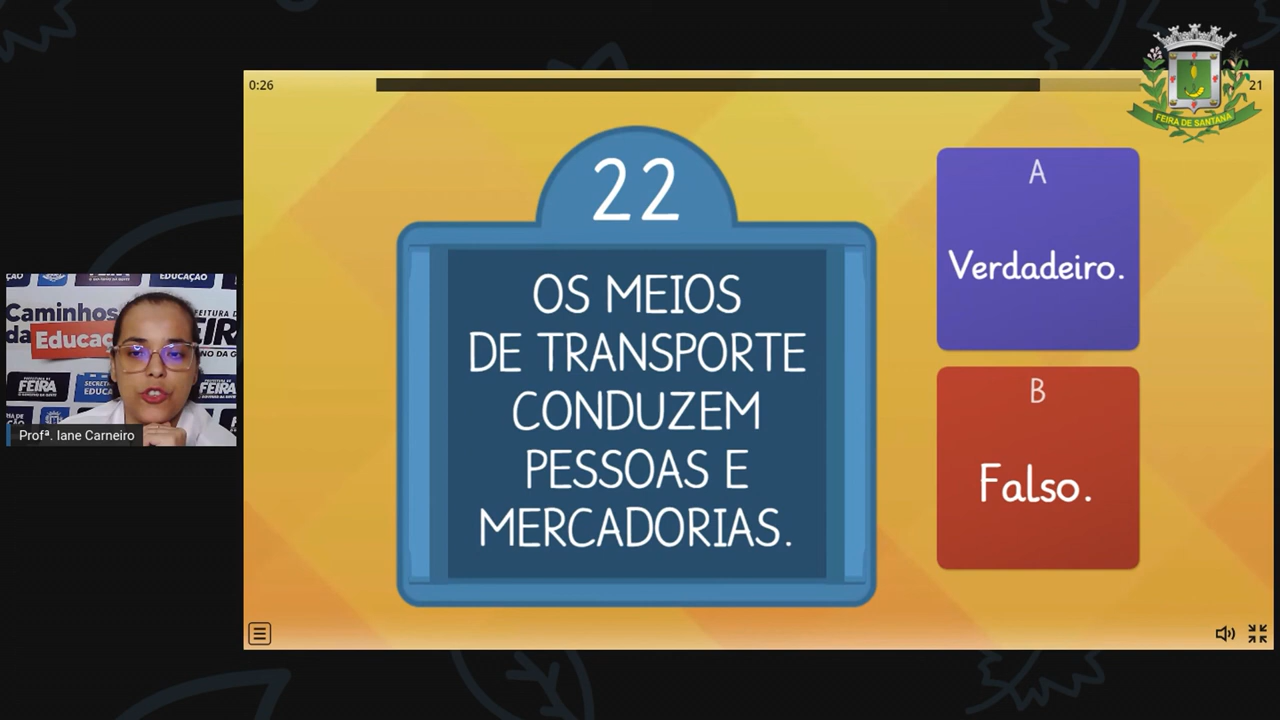 0:26
21
FEIRA DE SANTANA
22
OS MEIOS
DE TRANSPORTE
CONDUZEM
PESSOAS E
MERCADORIAS.
A
Verdadeiro.
B
Falso.
EDUCAÇÃO
Caminhos
da Educaç
FEIRA
FEIRA
Profª. Iane Carneiro